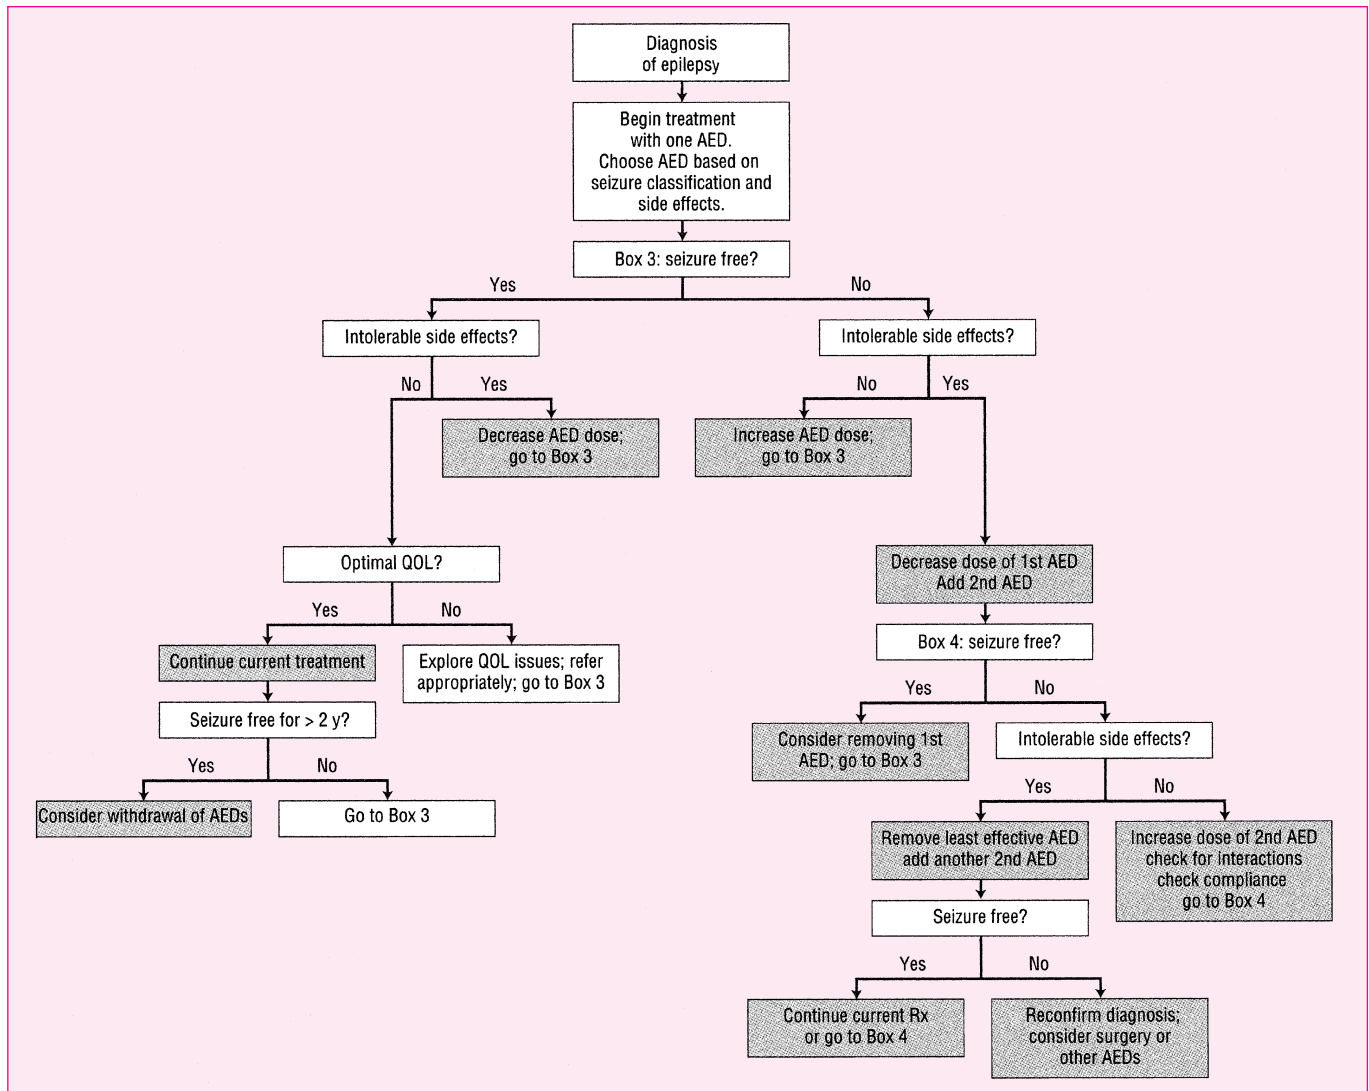 Diagnosis
of epilepsy
Begin treatment
with one AED.
Choose AED based on
seizure classification and
side effects.
Box 3: seizure free?
Yes
No
Intolerable side effects?
Intolerable side effects?
No
Yes
No
Yes
Decrease AED dose;
go to Box 3
Increase AED dose;
go to Box 3
Optimal QOL?
Decrease dose of 1st AED
Add 2nd AED
Yes
No
Box 4: seizure free?
Continue current treatment
Explore QOL issues; refer
appropriately; go to Box 3
Yes
No
Seizure free for > 2 y?
Consider removing 1st
AED; go to Box 3
Intolerable side effects?
Yes
No
Yes
No
Consider withdrawal of AEDs
Go to Box 3
Remove least effective AED
add another 2nd AED
Increase dose of 2nd AED
check for interactions
check compliance
go to Box 4
Seizure free?
Yes
No
Continue current Rx
or go to Box 4
Reconfirm diagnosis;
consider surgery or
other AEDs